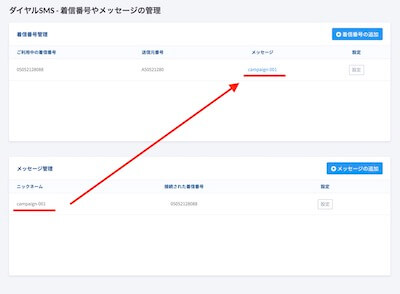 ダイヤルSMS - 着信番号やメッセージの管理
着信番号管理
着信番号の追加
ご利用中の着信番号 送信元番号 メッセージ 設定
05052128088 A05521280 campaign-001 設定
メッセージ管理
メッセージの追加
ニックネーム 接続された着信番号 設定
campaign-001 05052128088 設定